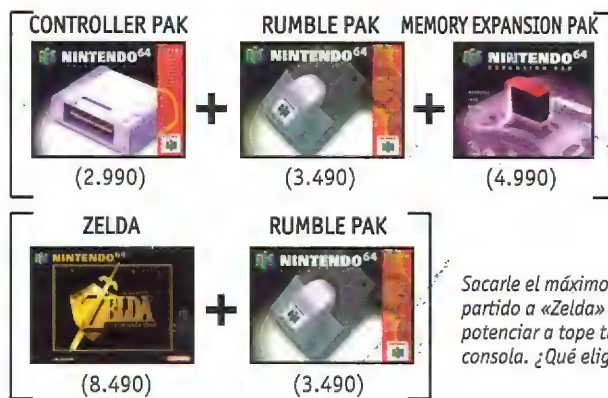 CONTROLLER PAK
RUMBLE PAK
MEMORY EXPANSION PAK
NINTENDO64
NINTENDO64
NINTENDO64
EXPANSION PAK
+
+
(2.990)
(3.490)
(4.990)
ZELDA
RUMBLE PAK
NINTENDO64
NINTENDO64
ZELDA
+
(8.490)
(3.490)
Sacarle el máximo
partido a «Zelda»
potenciar a tope
consola. ¿Qué